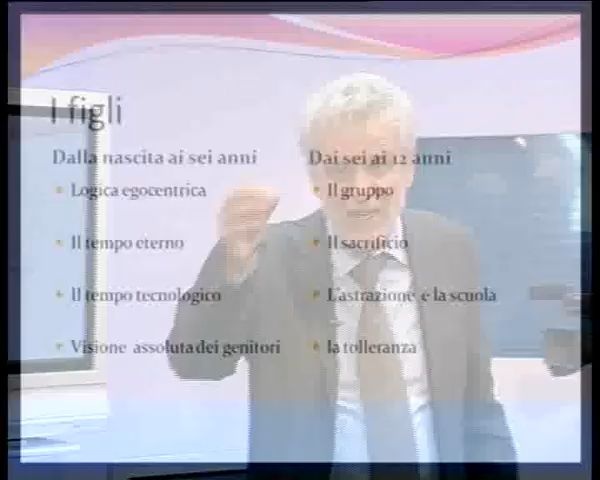 I figli
Dalla nascita ai sei anni
• Logica egocentrica
• Il tempo eterno
• Il tempo tecnologico
• Visione assoluta dei genitori
Dai sei ai 12 anni
• Il gruppo
• Il sacrificio
• L'astrazione e la scuola
• la tolleranza